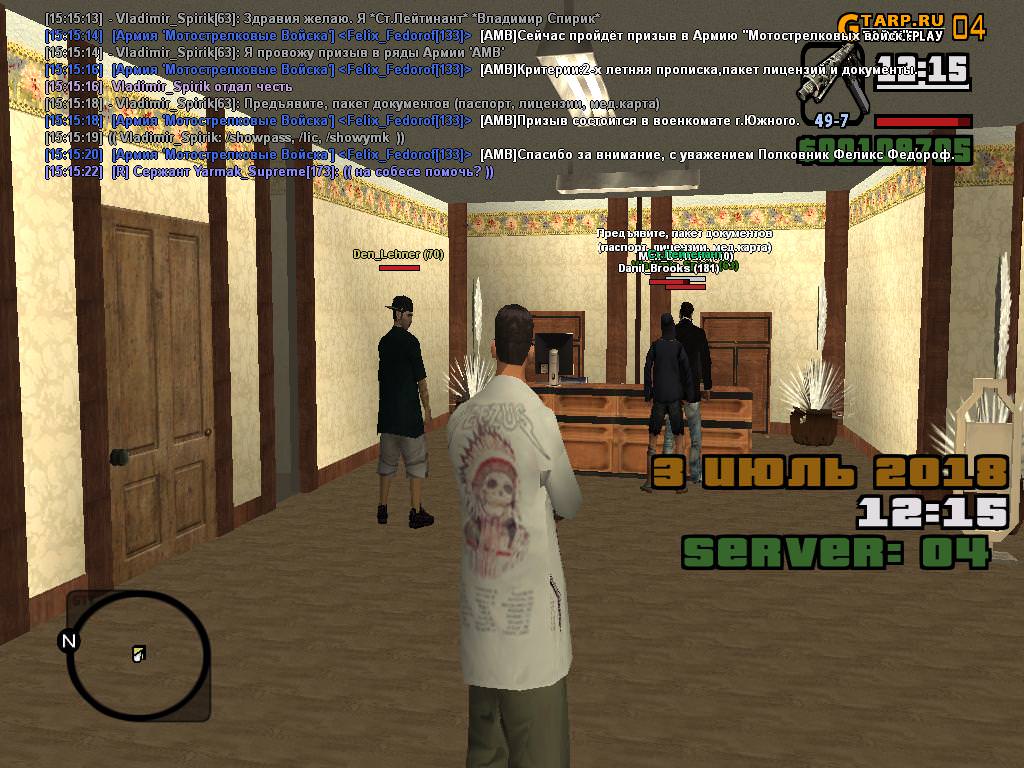 [15:15:13] - Vladimir_Spirik[63]: Здравия желаю. Я *Ст.Лейтинант* *Владимир Спирик*
[15:15:14] [Армия 'Мотострелковые Войска'] <Felix_Fedorof[133]> [АМВ]Сейчас пройдёт призыв в Армию "Мотострелковых войск".
[15:15:14] - Vladimir_Spirik[63]: Я провожу призыв в ряды Армии 'АМВ'
[15:15:16] [Армия 'Мотострелковые Войска'] <Felix_Fedorof[133]> [АМВ]Критерии:2-х летняя прописка,пакет лицензий и документы.
[15:15:16] Vladimir_Spirik отдал честь
[15:15:18] - Vladimir_Spirik[63]: Предъявите, пакет документов (паспорт, лицензии, мед.карта)
[15:15:18] [Армия 'Мотострелковые Войска'] <Felix_Fedorof[133]> [АМВ]Призыв состоится в военкомате г.Южного.
[15:15:19] (( Vladimir_Spirik: /showpass, /lic, /showymk ))
[15:15:20] [Армия 'Мотострелковые Войска'] <Felix_Fedorof[133]> [АМВ]Спасибо за внимание, с уважением Полковник Феликс Федороф.
[15:15:22] [R] Сержант Yarmak_Supreme[173]: (( на собесе помочь? ))
GTARP.RU 04
12:15
49-7
Den_Lehner (70)
Предъявите, пакет документов
(паспорт, лицензии, мед.карта)
Danil_Brooks (181)
3 ИЮЛЬ 2018
12:15
SERVER: 04
N